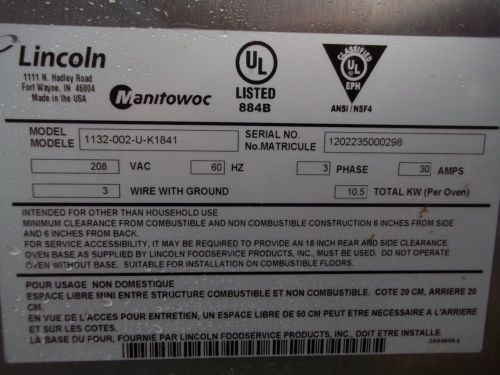 Lincoln
1111 N. Hadley Road
Fort Wayne, IN 46804
Made in the USA
Manitowoc
UL
LISTED
884B
CLASSIFIED
UL
EPH
ANSI / NSF4
MODEL
MODELE
1132-002-U-K1841
SERIAL NO.
No.MATRICULE
1202235000298
208 VAC 60 HZ 3 PHASE 30 AMPS
3 WIRE WITH GROUND 10.5 TOTAL KW (Per Oven)
INTENDED FOR OTHER THAN HOUSEHOLD USE
MINIMUM CLEARANCE FROM COMBUSTIBLE AND NON COMBUSTIBLE CONSTRUCTION 6 INCHES FROM SIDE
AND 6 INCHES FROM BACK.
FOR SERVICE ACCESSIBILITY, IT MAY BE REQUIRED TO PROVIDE AN 18 INCH REAR AND SIDE CLEARANCE.
OVEN BASE AS SUPPLIED BY LINCOLN FOODSERVICE PRODUCTS, INC., MUST BE USED. DO NOT OPERATE
OVEN WITHOUT BASE. SUITABLE FOR INSTALLATION ON COMBUSTIBLE FLOORS.
POUR USAGE NON DOMESTIQUE
ESPACE LIBRE MINI ENTRE STRUCTURE COMBUSTIBLE ET NON COMBUSTIBLE. COTE 20 CM, ARRIERE 20
CM.
EN VUE DE L'ACCES POUR ENTRETIEN, UN ESPACE LIBRE DE 50 CM PEUT ETRE NECESSAIRE A L'ARRIERE
ET SUR LES COTES.
LA BASE DU FOUR, FOURNIE PAR LINCOLN FOODSERVICE PRODUCTS, INC., DOIT ETRE INSTALLE.